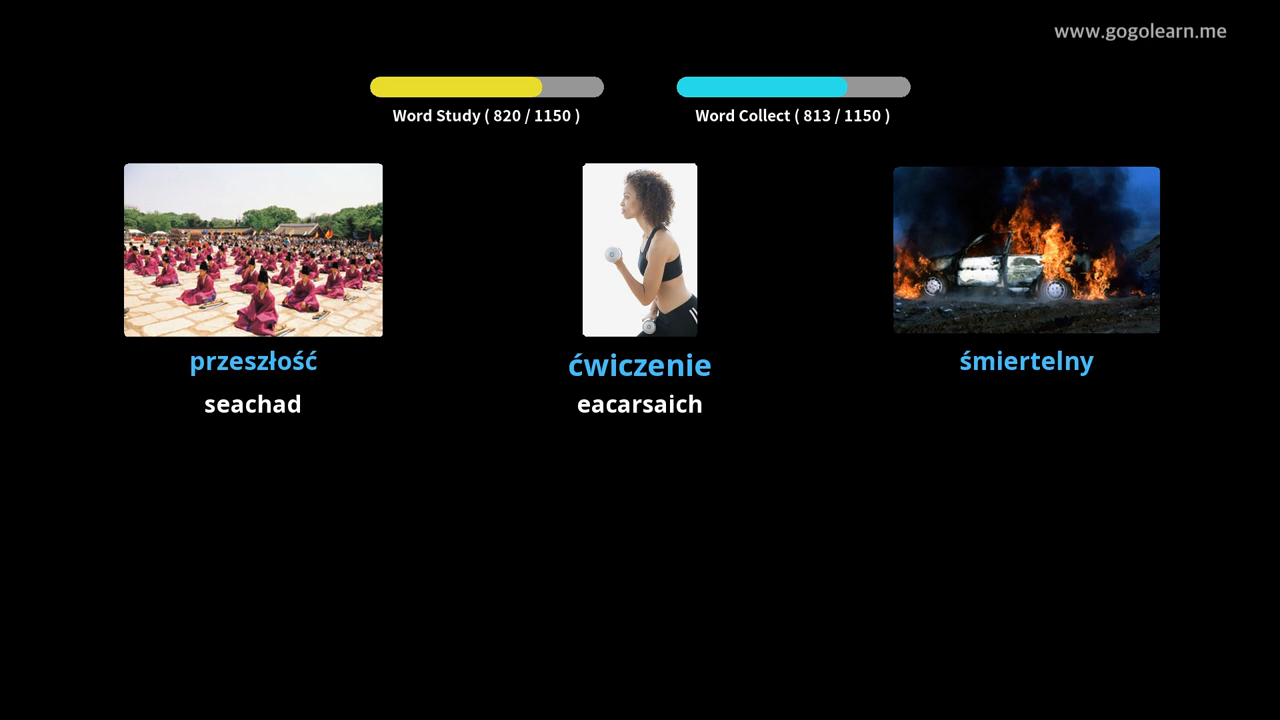 www.gogolearn.me
Word Study ( 820 / 1150 )
Word Collect ( 813 / 1150 )
przeszłość
ćwiczenie
śmiertelny
seachad
eacarsaich